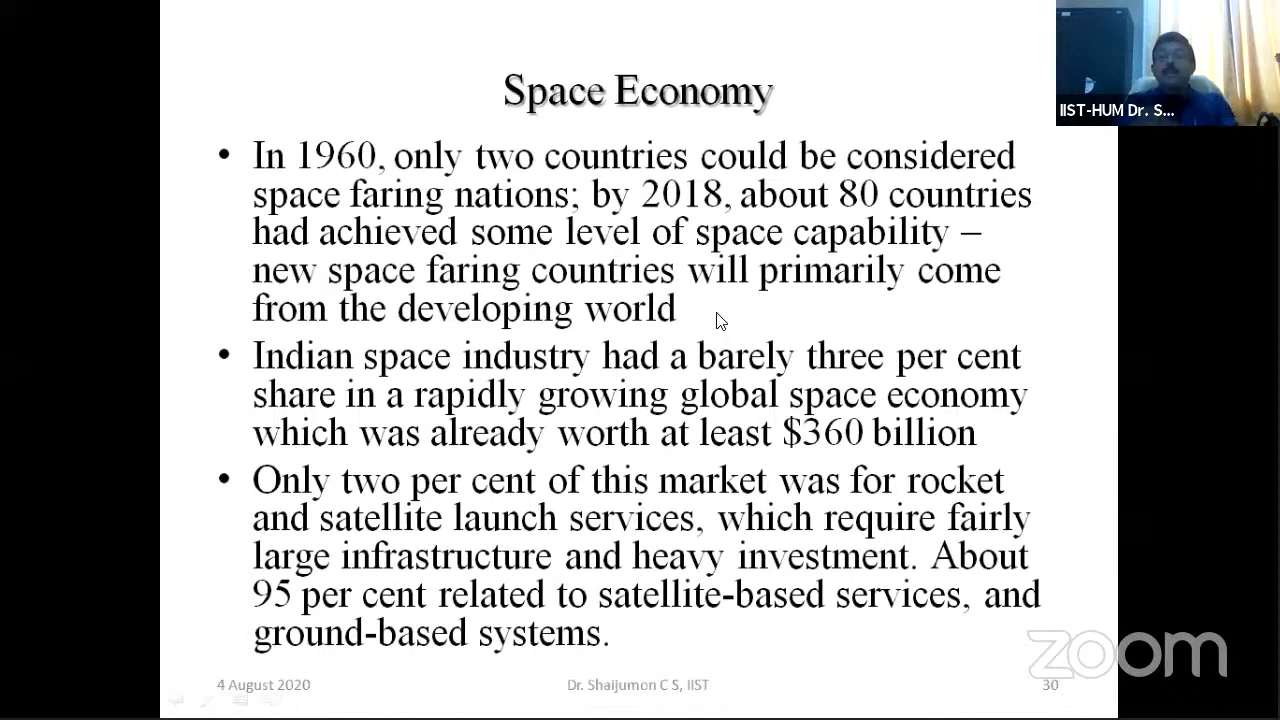 Space Economy
IIST-HUM Dr. S...
• In 1960, only two countries could be considered
space faring nations; by 2018, about 80 countries
had achieved some level of space capability –
new space faring countries will primarily come
from the developing world
• Indian space industry had a barely three per cent
share in a rapidly growing global space economy
which was already worth at least $360 billion
• Only two per cent of this market was for rocket
and satellite launch services, which require fairly
large infrastructure and heavy investment. About
95 per cent related to satellite-based services, and
ground-based systems.
zoom
4 August 2020
Dr. Shaijumon C S, IIST
30